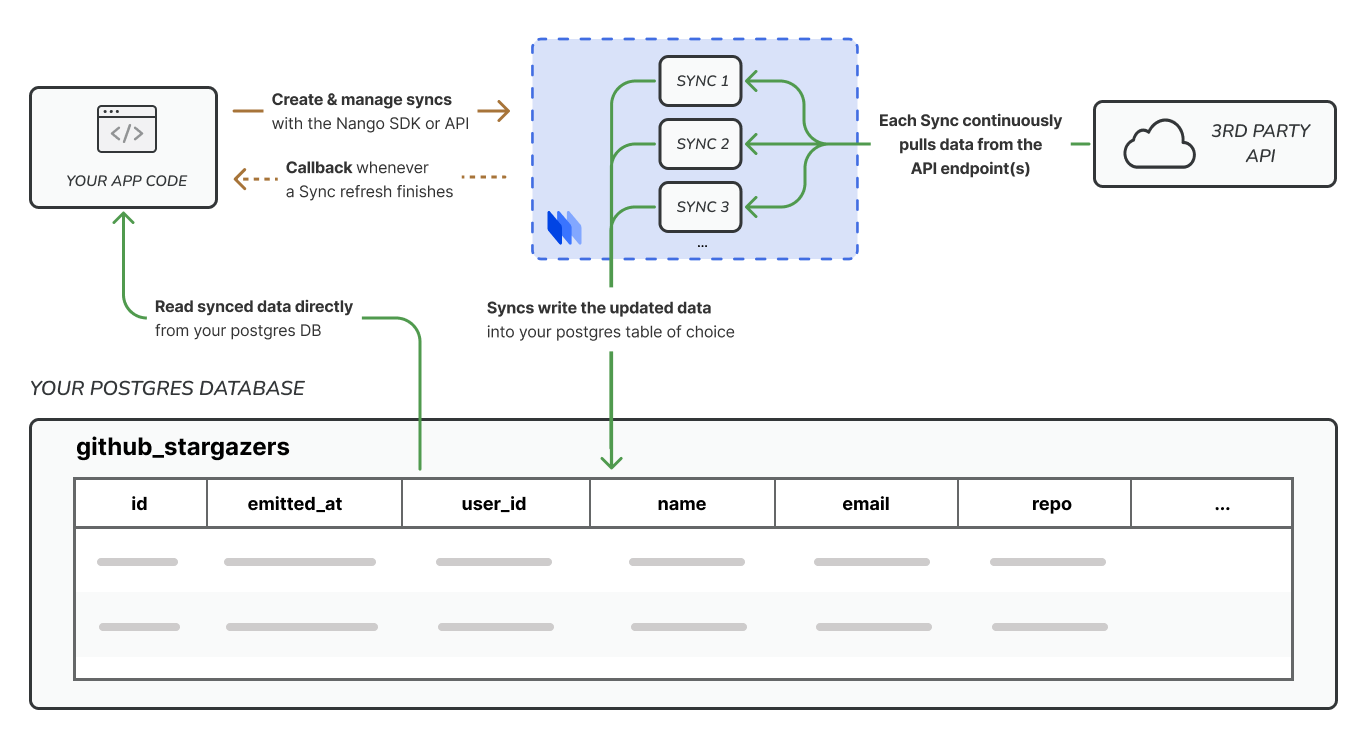 SYNC 1
Create & manage syncs
with the Nango SDK or API
Each Sync continuously
pulls data from the
API endpoint(s)
3RD PARTY
API
</>
SYNC 2
Callback whenever
a Sync refresh finishes
YOUR APP CODE
SYNC 3
...
Read synced data directly
from your postgres DB
Syncs write the updated data
into your postgres table of choice
YOUR POSTGRES DATABASE
github_stargazers
id emitted_at user_id name email repo ...